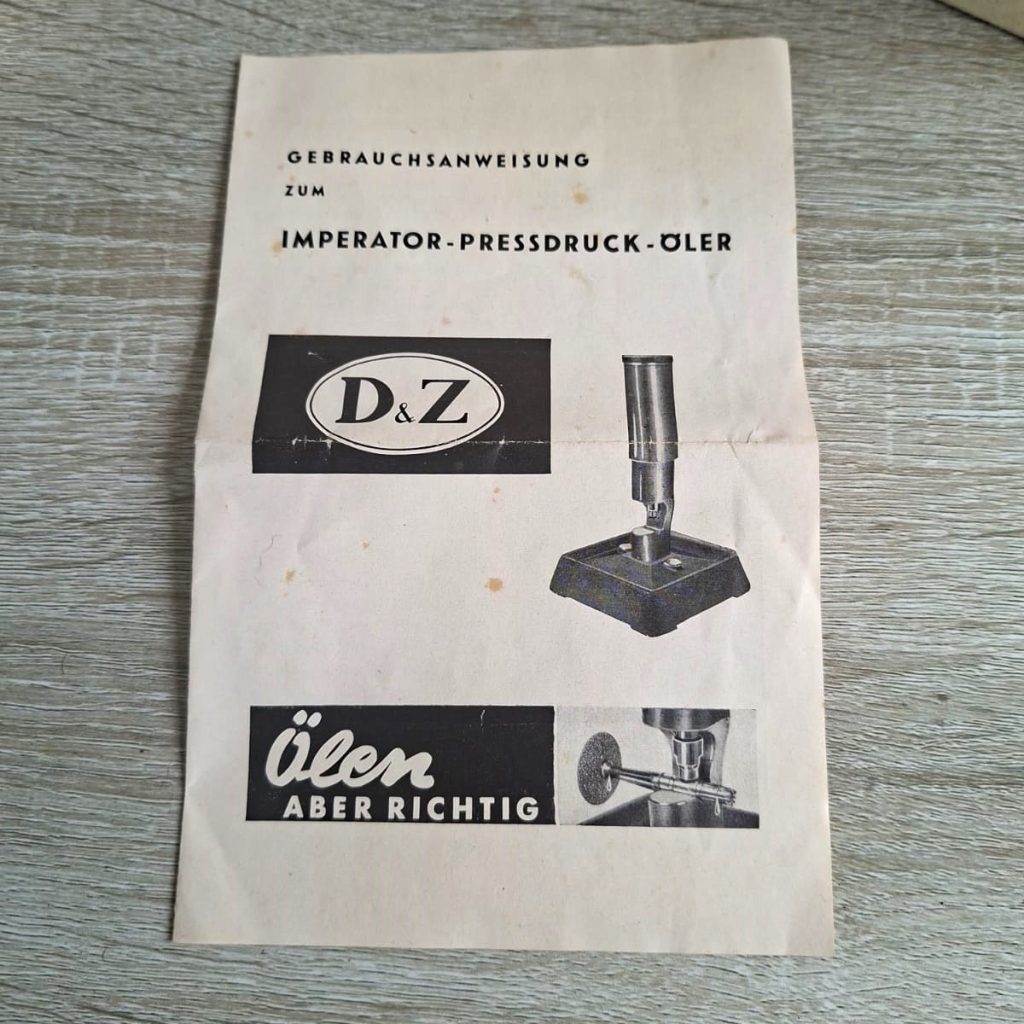 GEBRAUCHSANWEISUNG
ZUM
IMPERATOR-PRESSDRUCK-ÖLER
D&Z
Ölen
ABER RICHTIG